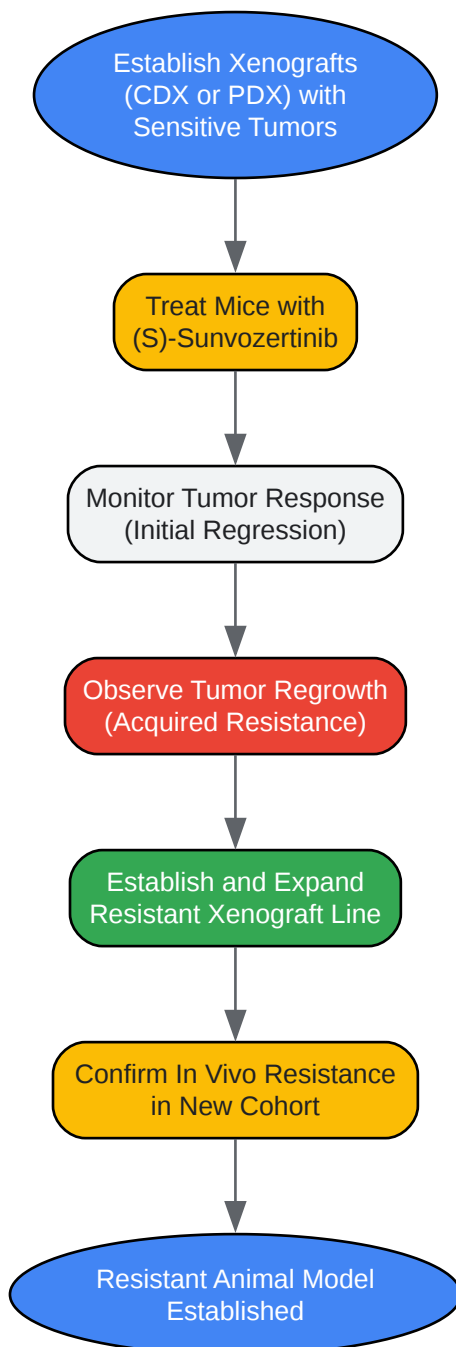 Establish Xenografts
(CDX or PDX) with
Sensitive Tumors
Treat Mice with
(S)-Sunvozertinib
Monitor Tumor Response
(Initial Regression)
Observe Tumor Regrowth
(Acquired Resistance)
Establish and Expand
Resistant Xenograft Line
Confirm In Vivo Resistance
in New Cohort
Resistant Animal Model
Established